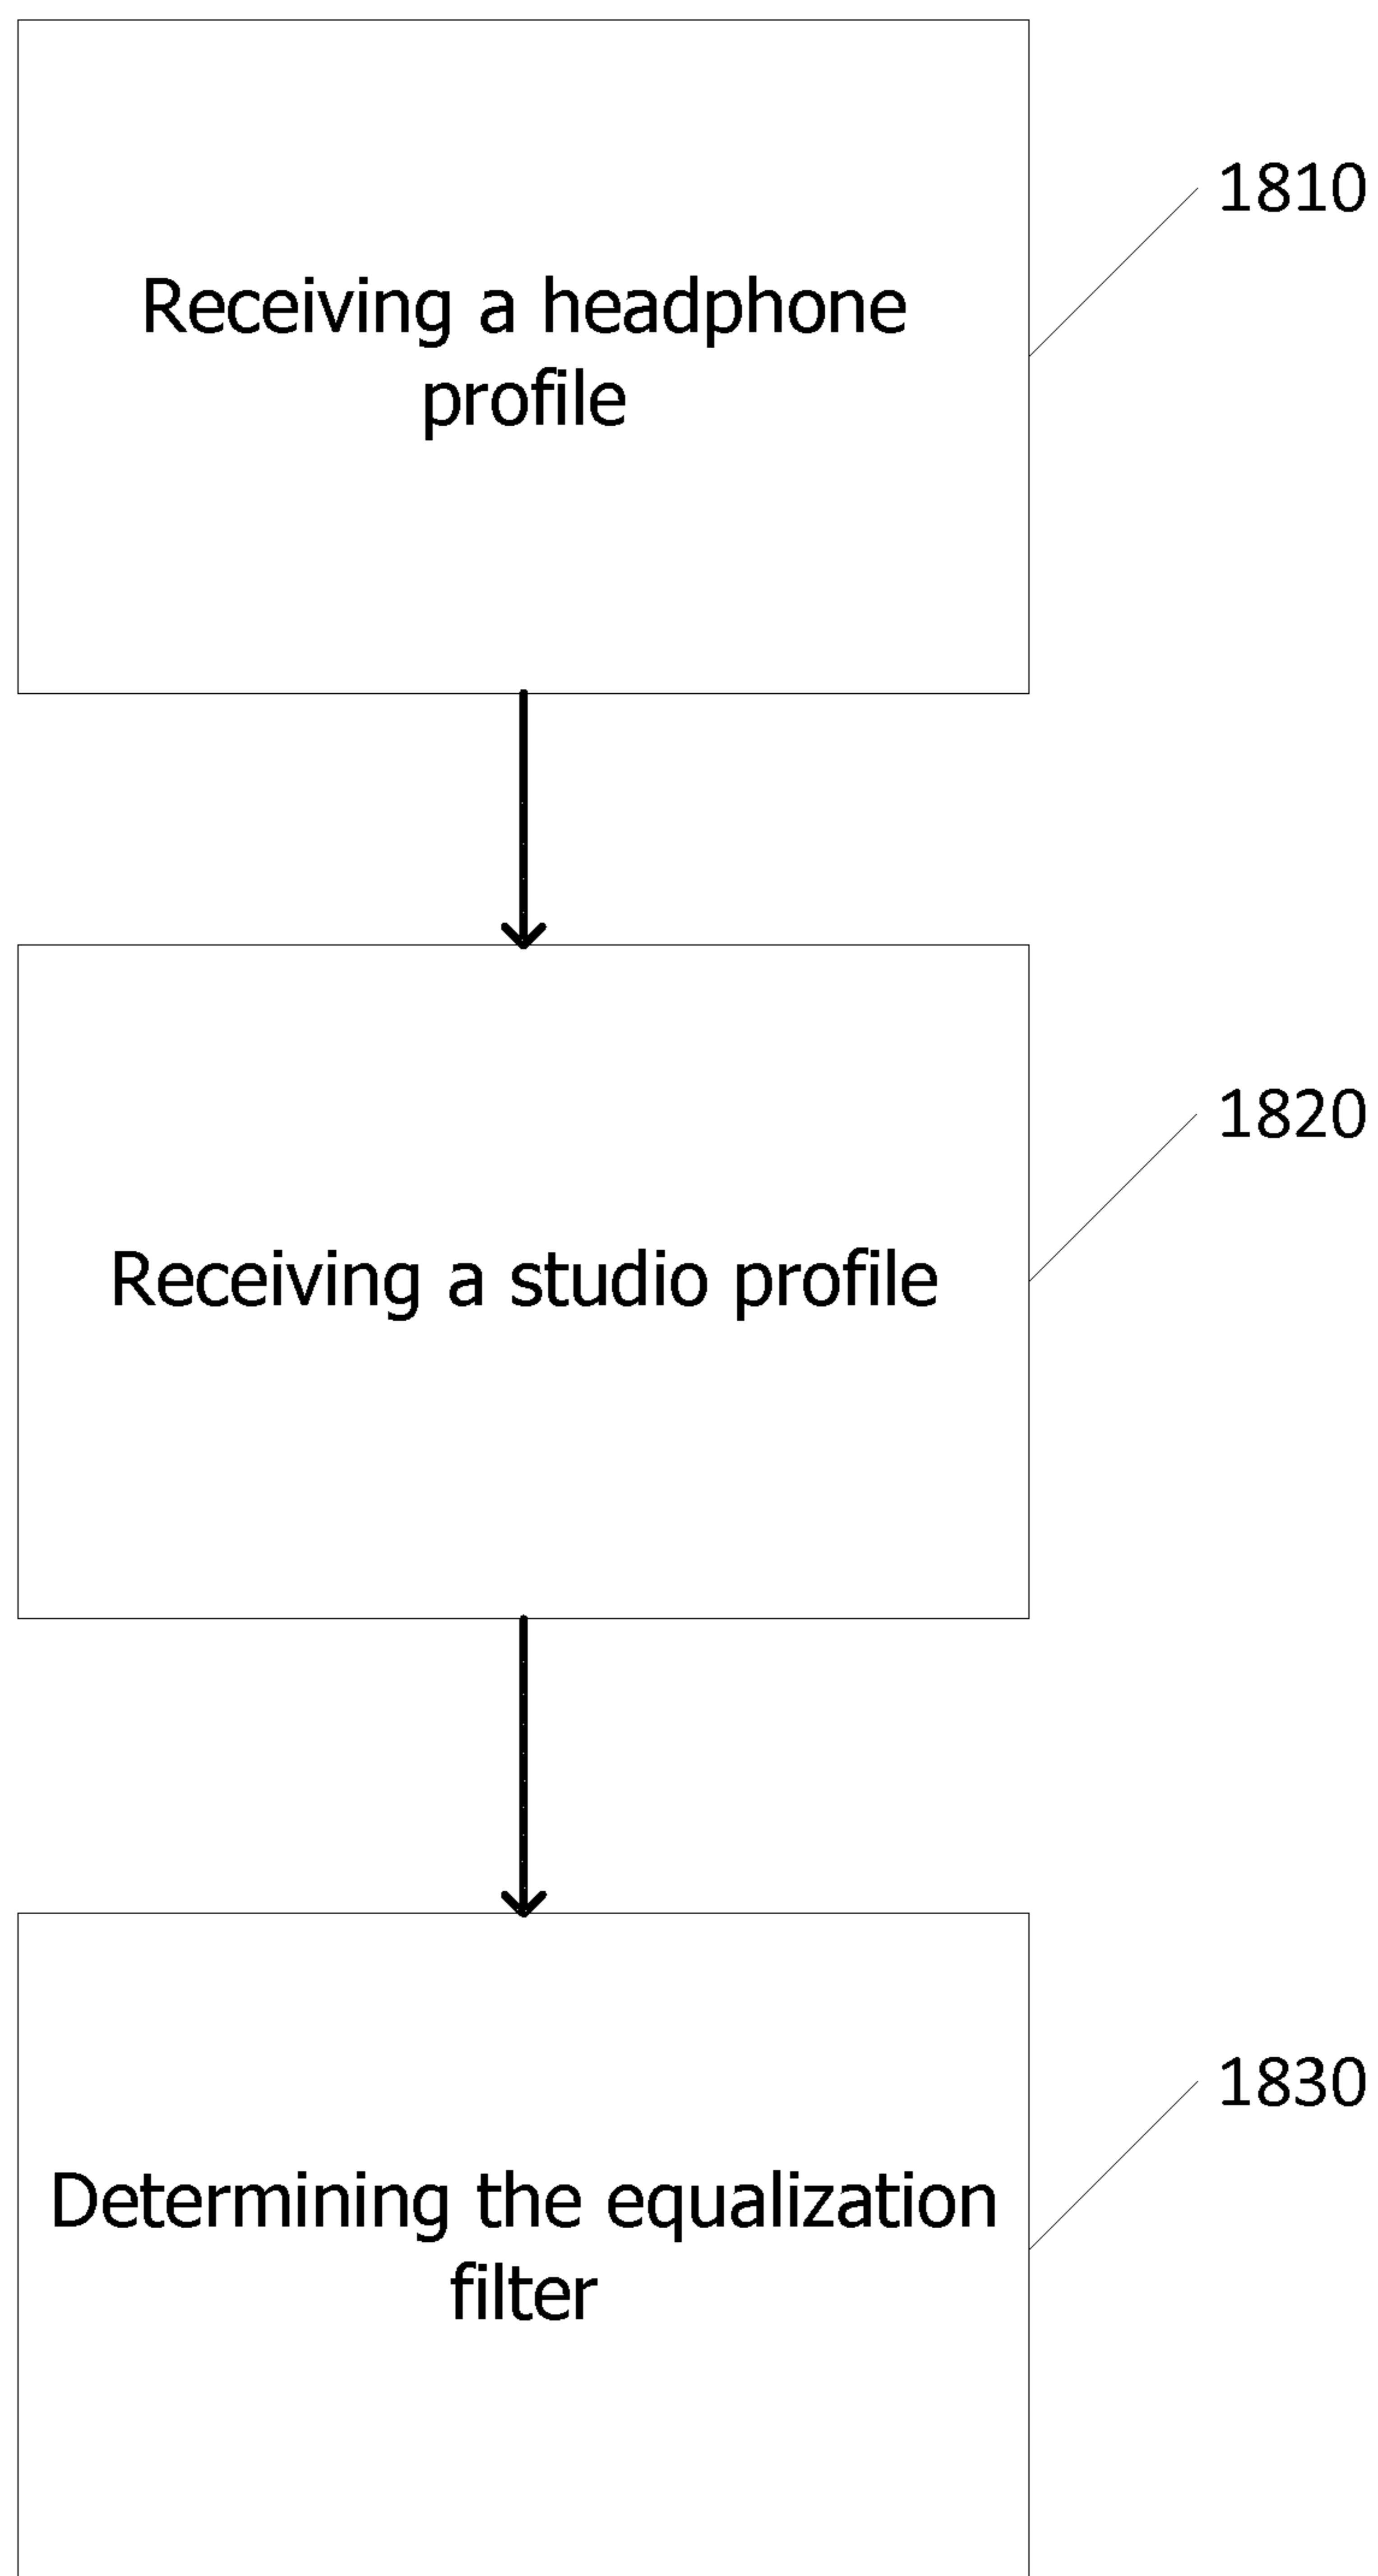 Receiving a headphone
profile
1810
Receiving a studio profile
1820
Determining the equalization
filter
1830